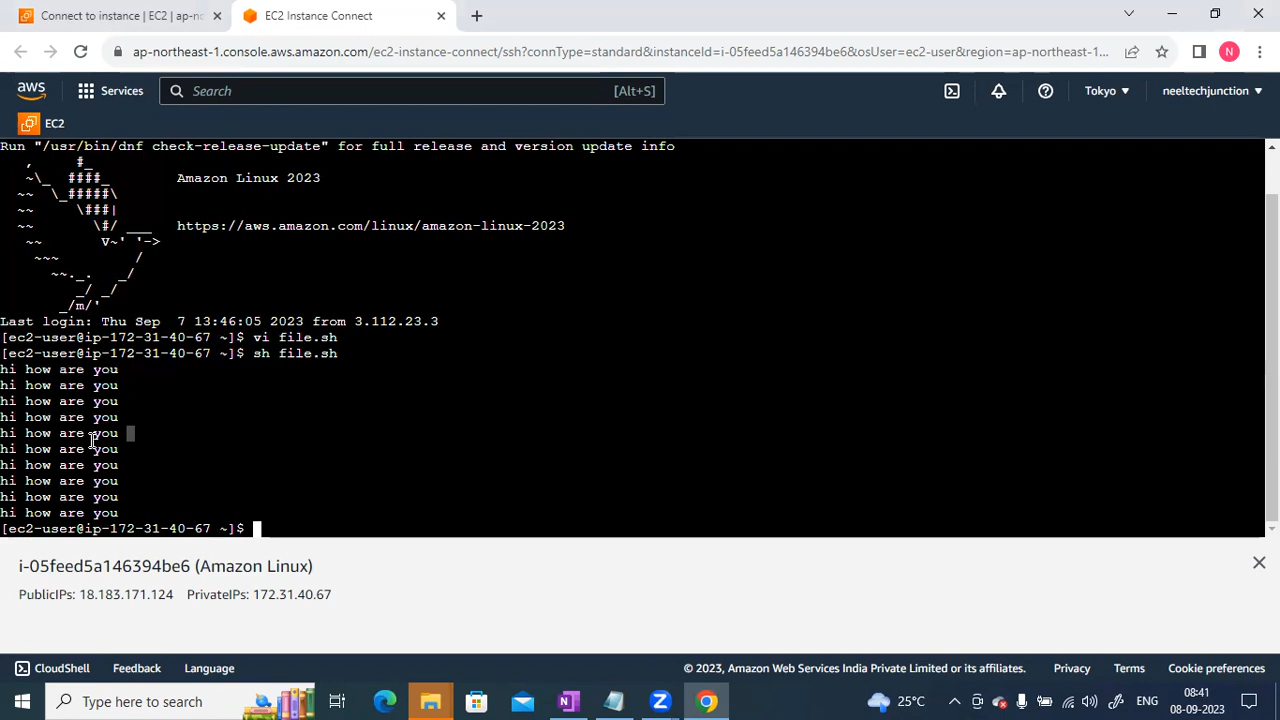 Connect to instance | EC2 | ap-n
EC2 Instance Connect
ap-northeast-1.console.aws.amazon.com/ec2-instance-connect/ssh?connType=standard&instanceId=i-05feed5a146394be6&osUser=ec2-user&region=ap-northeast-1...
N
aws
Services
Search
[Alt+S]
Tokyo
neeltechjunction
EC2
Run "/usr/bin/dnf check-release-update" for full release and version update info
   ,     #_
   ~\_  ####_        Amazon Linux 2023
  ~~  \_#####\
  ~~     \###|
  ~~       \#/ ___   https://aws.amazon.com/linux/amazon-linux-2023
   ~~       V~' '->
    ~~~         /
      ~~._.   _/
         _/ _/
       _/m/'
Last login: Thu Sep  7 13:46:05 2023 from 3.112.23.3
[ec2-user@ip-172-31-40-67 ~]$ vi file.sh
[ec2-user@ip-172-31-40-67 ~]$ sh file.sh
hi how are you
hi how are you
hi how are you
hi how are you
hi how are you
hi how are you
hi how are you
hi how are you
hi how are you
hi how are you
[ec2-user@ip-172-31-40-67 ~]$
i-05feed5a146394be6 (Amazon Linux)
PublicIPs: 18.183.171.124 PrivateIPs: 172.31.40.67
CloudShell
Feedback
Language
© 2023, Amazon Web Services India Private Limited or its affiliates.
Privacy
Terms
Cookie preferences
Type here to search
25°C
ENG
08:41
08-09-2023